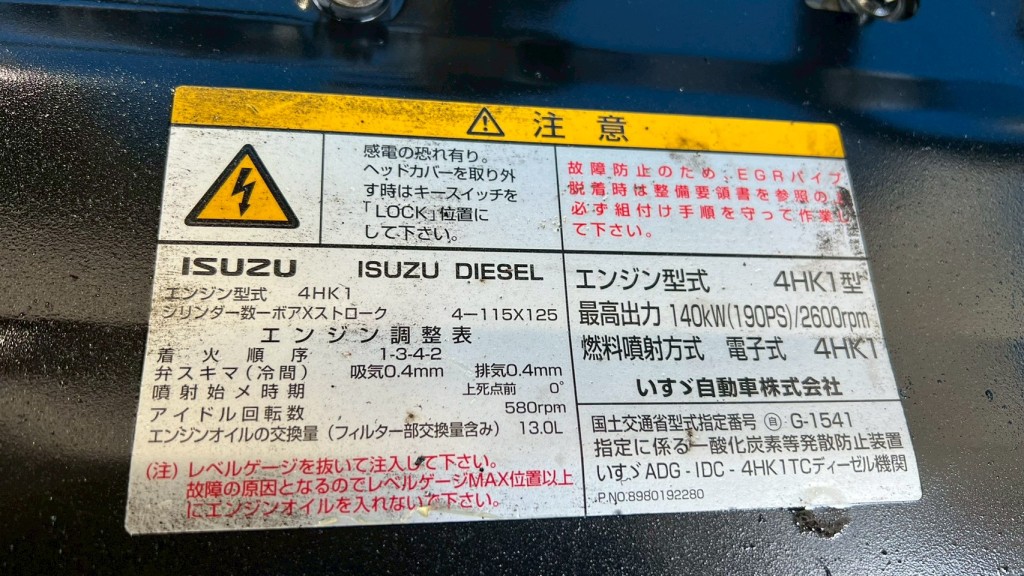 注意
感電の恐れ有り。
ヘッドカバーを取り外
す時はキースイッチを
「LOCK」位置に
して下さい。
故障防止のため、EGRパイプ
脱着時は整備要領書を参照の
必ず組付け手順を守って作業し
て下さい。
ISUZU ISUZU DIESEL
エンジン型式 4HK1
シリンダー数ーボアXストローク 4-115X125
エンジン調整表
着火順序 1-3-4-2
弁スキマ(冷間) 吸気0.4mm 排気0.4mm
噴射始メ時期 上死点前 0°
アイドル回転数 580rpm
エンジンオイルの交換量(フィルター部交換量含み) 13.0L
(注)レベルゲージを抜いて注入して下さい。
故障の原因となるのでレベルゲージMAX位置以上
にエンジンオイルを入れないで下さい。
エンジン型式 4HK1型
最高出力 140kW(190PS)/2600rpm
燃料噴射方式 電子式 4HK1
いすゞ自動車株式会社
国土交通省型式指定番号 ㊂ G-1541
指定に係る一酸化炭素等発散防止装置
いすゞADG-IDC-4HK1TCディーゼル機関
P.NO:8980192280